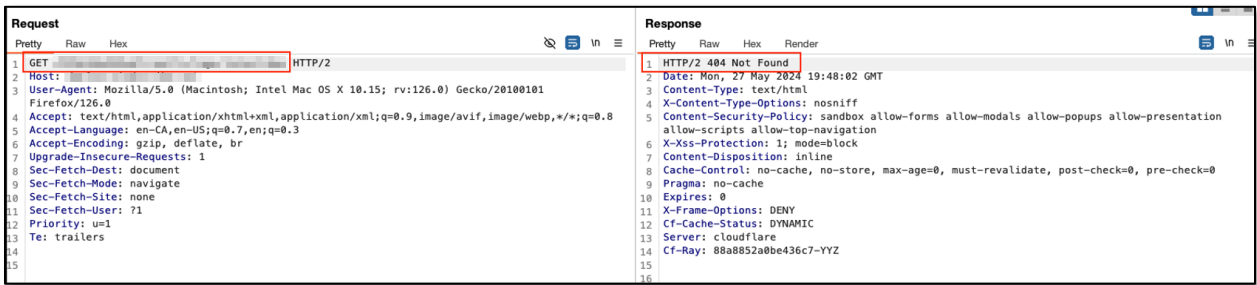 Request
Pretty Raw Hex \n
1 GET HTTP/2
2 Host:
3 User-Agent: Mozilla/5.0 (Macintosh; Intel Mac OS X 10.15; rv:126.0) Gecko/20100101
Firefox/126.0
4 Accept: text/html,application/xhtml+xml,application/xml;q=0.9,image/avif,image/webp,*/*;q=0.8
5 Accept-Language: en-CA,en-US;q=0.7,en;q=0.3
6 Accept-Encoding: gzip, deflate, br
7 Upgrade-Insecure-Requests: 1
8 Sec-Fetch-Dest: document
9 Sec-Fetch-Mode: navigate
10 Sec-Fetch-Site: none
11 Sec-Fetch-User: ?1
12 Priority: u=1
13 Te: trailers
14
15
Response
Pretty Raw Hex Render \n
1 HTTP/2 404 Not Found
2 Date: Mon, 27 May 2024 19:48:02 GMT
3 Content-Type: text/html
4 X-Content-Type-Options: nosniff
5 Content-Security-Policy: sandbox allow-forms allow-modals allow-popups allow-presentation
allow-scripts allow-top-navigation
6 X-Xss-Protection: 1; mode=block
7 Content-Disposition: inline
8 Cache-Control: no-cache, no-store, max-age=0, must-revalidate, post-check=0, pre-check=0
9 Pragma: no-cache
10 Expires: 0
11 X-Frame-Options: DENY
12 Cf-Cache-Status: DYNAMIC
13 Server: cloudflare
14 Cf-Ray: 88a8852a0be436c7-YYZ
15
16